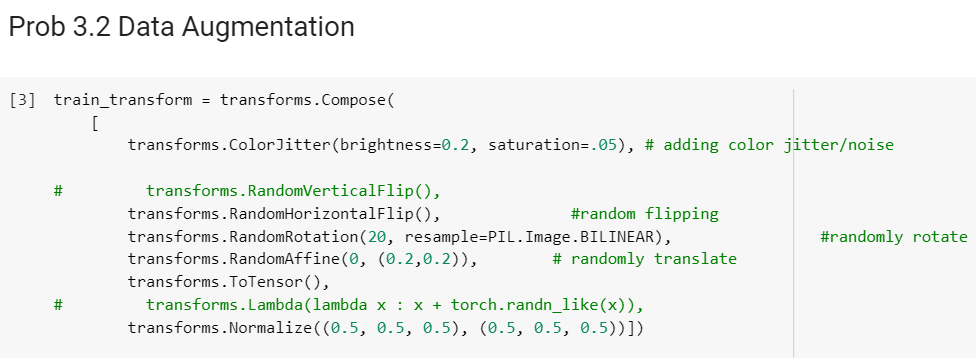 Prob 3.2 Data Augmentation
[3] train_transform = transforms.Compose(
[
transforms.ColorJitter(brightness=0.2, saturation=.05), # adding color jitter/noise
# transforms.RandomVerticalFlip(),
transforms.RandomHorizontalFlip(), #random flipping
transforms.RandomRotation(20, resample=PIL.Image.BILINEAR), #randomly rotate
transforms.RandomAffine(0, (0.2,0.2)), # randomly translate
transforms.ToTensor(),
# transforms.Lambda(lambda x : x + torch.randn_like(x)),
transforms.Normalize((0.5, 0.5, 0.5), (0.5, 0.5, 0.5))])